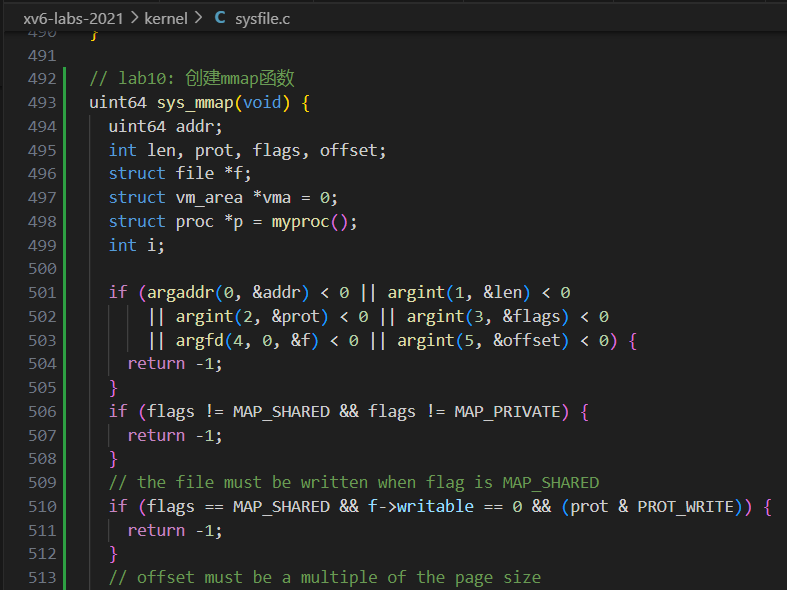 xv6-labs-2021 > kernel > C sysfile.c
490 }
491
492 // lab10: 创建mmap函数
493 uint64 sys_mmap(void) {
494   uint64 addr;
495   int len, prot, flags, offset;
496   struct file *f;
497   struct vm_area *vma = 0;
498   struct proc *p = myproc();
499   int i;
500
501   if (argaddr(0, &addr) < 0 || argint(1, &len) < 0
502       || argint(2, &prot) < 0 || argint(3, &flags) < 0
503       || argfd(4, 0, &f) < 0 || argint(5, &offset) < 0) {
504     return -1;
505   }
506   if (flags != MAP_SHARED && flags != MAP_PRIVATE) {
507     return -1;
508   }
509   // the file must be written when flag is MAP_SHARED
510   if (flags == MAP_SHARED && f->writable == 0 && (prot & PROT_WRITE)) {
511     return -1;
512   }
513   // offset must be a multiple of the page size